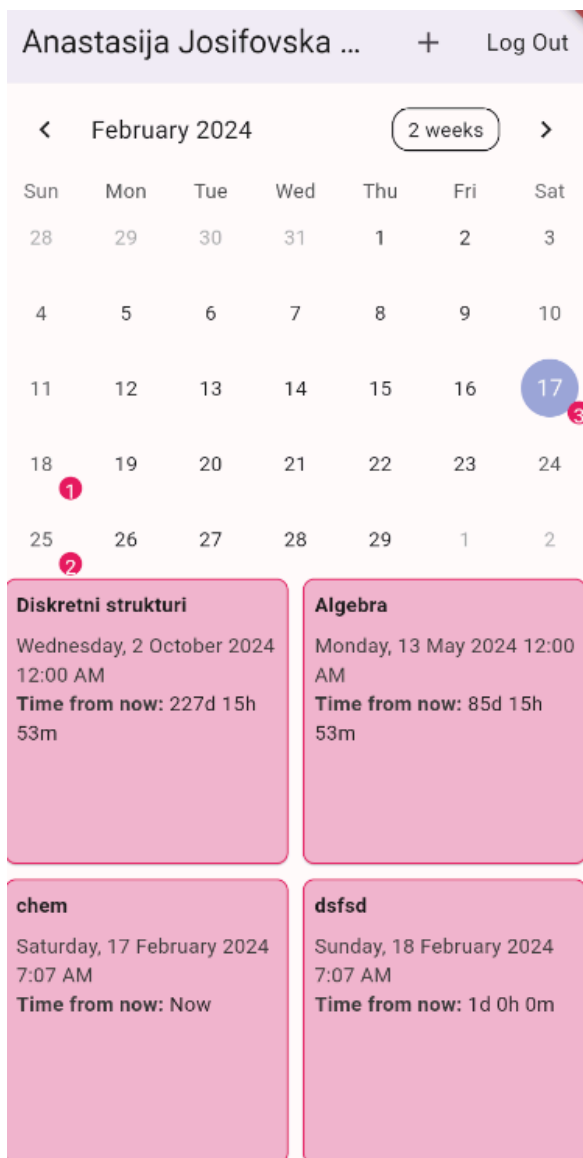 Anastasija Josifovska ... + Log Out
< February 2024 2 weeks >
Sun Mon Tue Wed Thu Fri Sat
28 29 30 31 1 2 3
4 5 6 7 8 9 10
11 12 13 14 15 16 17
3
18 19 20 21 22 23 24
1
25 26 27 28 29 1 2
2
Diskretni strukturi
Wednesday, 2 October 2024
12:00 AM
Time from now: 227d 15h
53m
Algebra
Monday, 13 May 2024 12:00
AM
Time from now: 85d 15h
53m
chem
Saturday, 17 February 2024
7:07 AM
Time from now: Now
dsfsd
Sunday, 18 February 2024
7:07 AM
Time from now: 1d 0h 0m